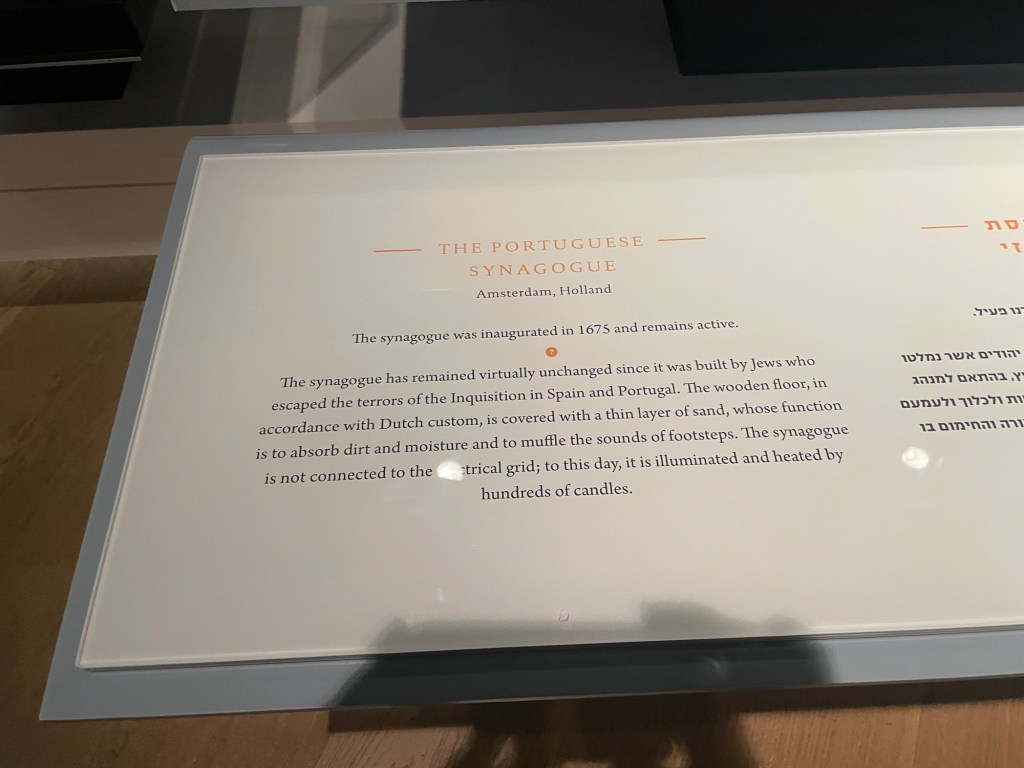 THE PORTUGUESE
SYNAGOGUE
Amsterdam, Holland
The synagogue was inaugurated in 1675 and remains active.
?
The synagogue has remained virtually unchanged since it was built by Jews who
escaped the terrors of the Inquisition in Spain and Portugal. The wooden floor, in
accordance with Dutch custom, is covered with a thin layer of sand, whose function
is to absorb dirt and moisture and to muffle the sounds of footsteps. The synagogue
is not connected to the electrical grid; to this day, it is illuminated and heated by
hundreds of candles.
פעיל.
יהודים אשר נמלטו
בהתאם למנהג
ולכלוך ולעמעם
והחימום בו